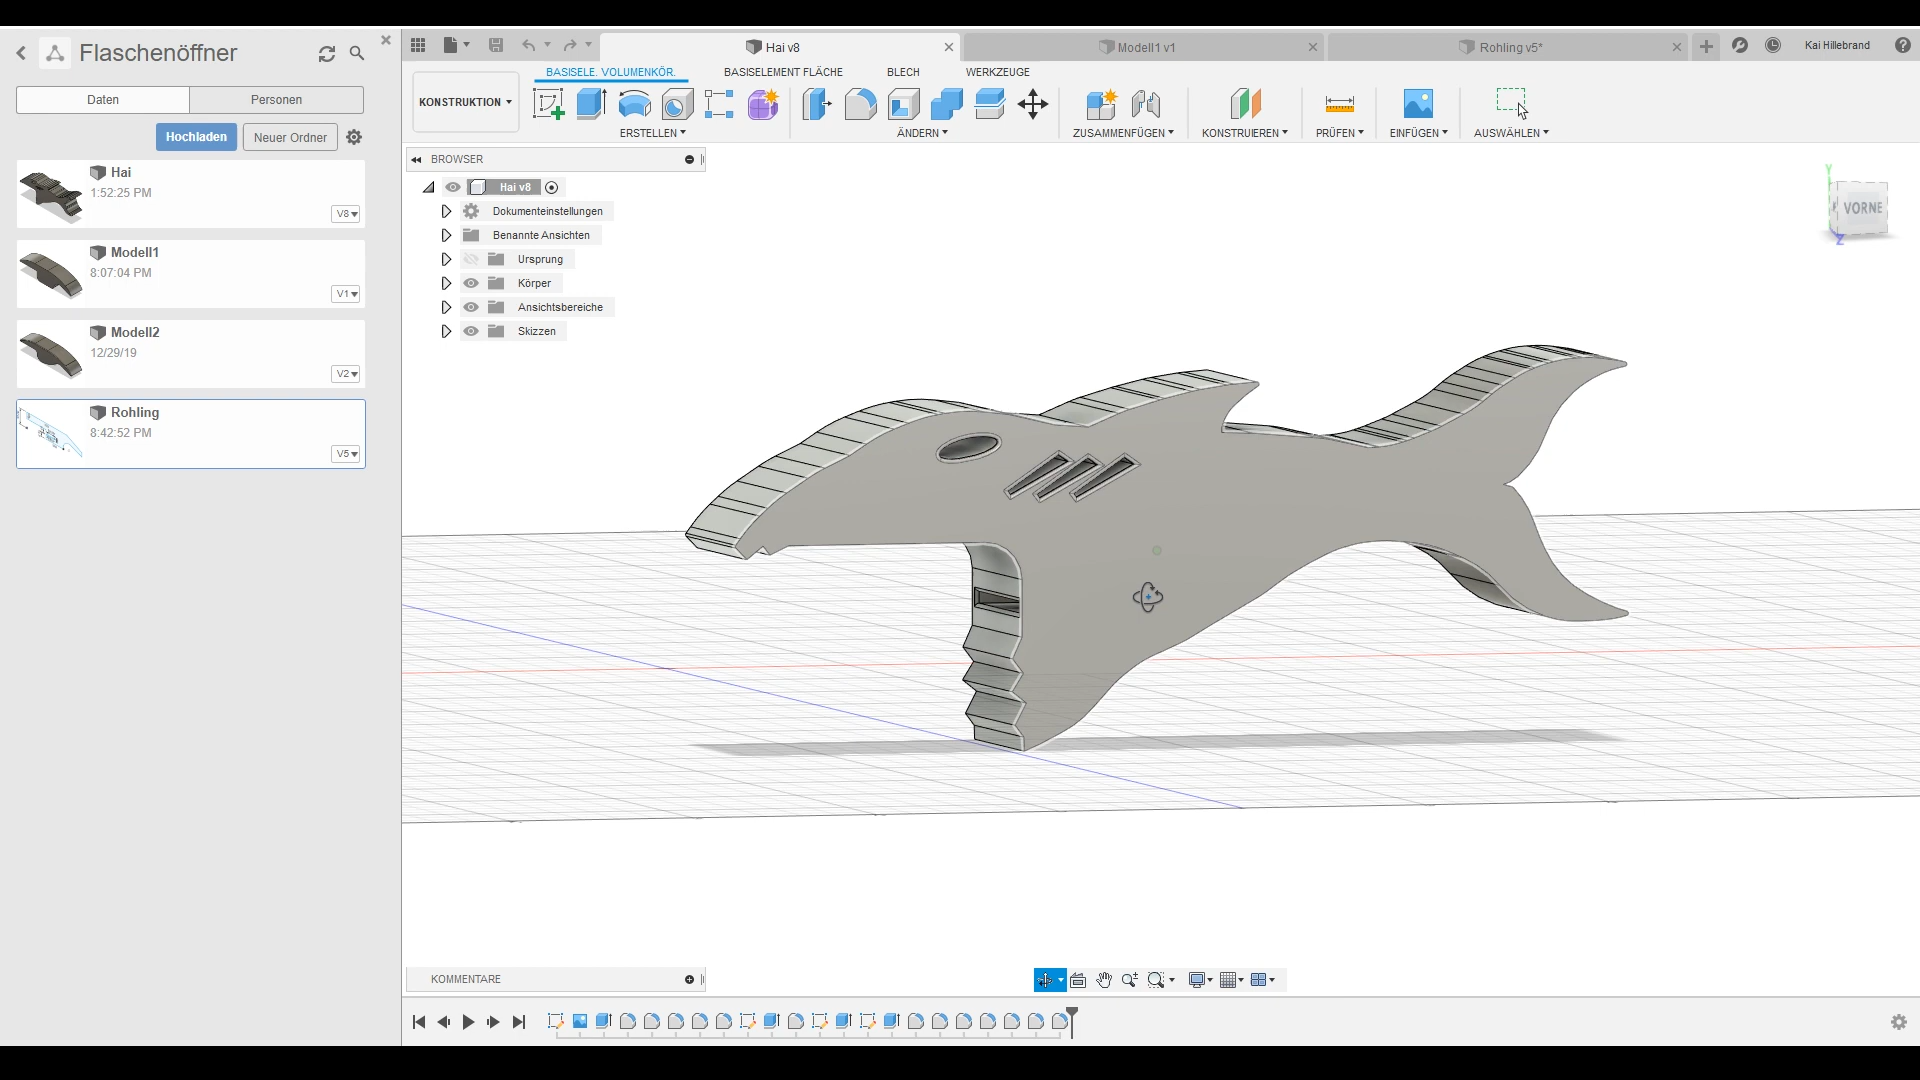 Flaschenöffner
Daten
Personen
Hochladen
Neuer Ordner
Hai
1:52:25 PM
V8
Modell1
8:07:04 PM
V1
Modell2
12/29/19
V2
Rohling
8:42:52 PM
V5
Hai v8
Modell1 v1
Rohling v5*
Kai Hillebrand
KONSTRUKTION
BASISELE. VOLUMENKÖR.
BASISELEMENT FLÄCHE
BLECH
WERKZEUGE
ERSTELLEN
ÄNDERN
ZUSAMMENFÜGEN
KONSTRUIEREN
PRÜFEN
EINFÜGEN
AUSWÄHLEN
BROWSER
Hai v8
Dokumenteinstellungen
Benannte Ansichten
Ursprung
Körper
Ansichtsbereiche
Skizzen
Y
VORNE
Z
KOMMENTARE